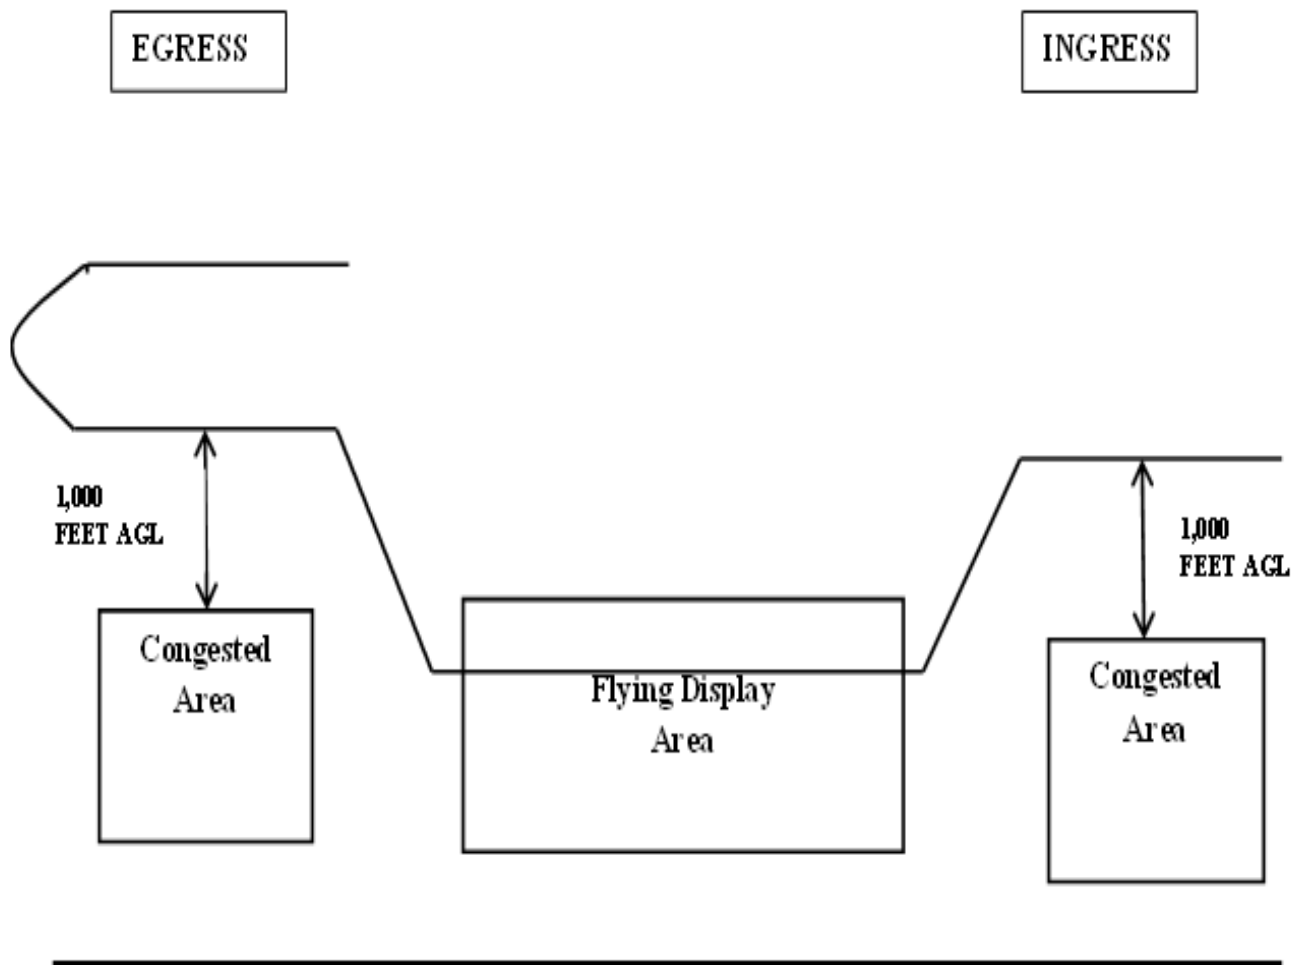 EGRESS
INGRESS
1,000
FEET AGL
1,000
FEET AGL
Congested
Area
Flying Display
Area
Congested
Area